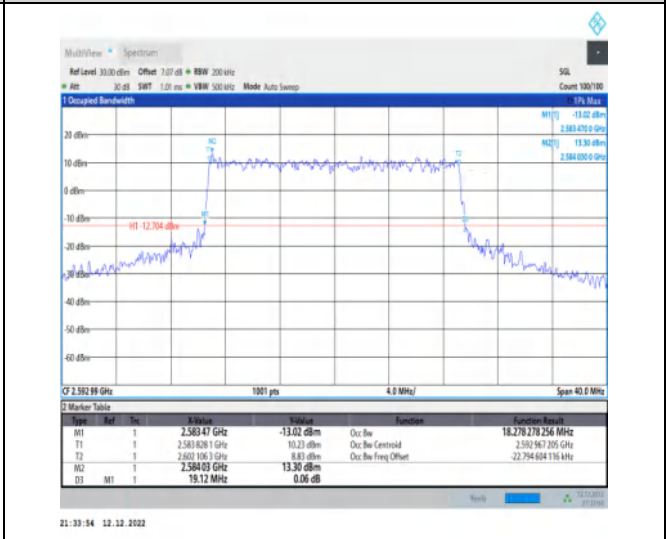 MultiView Spectrum
Ref Level 30.00 dBm Offset 7.07 dB RBW 200 kHz SGL
Att 30 dB SWT 1.01 ms VBW 500 kHz Mode Auto Sweep Count 100/100
1 Occupied Bandwidth 1Pk Max
M1[1] -13.02 dBm
2.583 470 0 GHz
M2[1] 13.30 dBm
2.584 030 0 GHz
20 dBm
M2
T1
T2
10 dBm
0 dBm
-10 dBm
M1
H1 -12.704 dBm
-20 dBm
-30 dBm
-40 dBm
-50 dBm
-60 dBm
CF 2.592 99 GHz 1001 pts 4.0 MHz/ Span 40.0 MHz
2 Marker Table
Type Ref Trc X-Value Y-Value Function Function Result
M1 1 2.583 47 GHz -13.02 dBm Occ Bw 18.278 278 256 MHz
T1 1 2.583 828 1 GHz 10.23 dBm Occ Bw Centroid 2.592 967 205 GHz
T2 1 2.602 106 3 GHz 8.83 dBm Occ Bw Freq Offset -22.794 604 116 kHz
M2 1 2.584 03 GHz 13.30 dBm
D3 M1 1 19.12 MHz 0.06 dB
Ready
21:33:54 12.12.2022